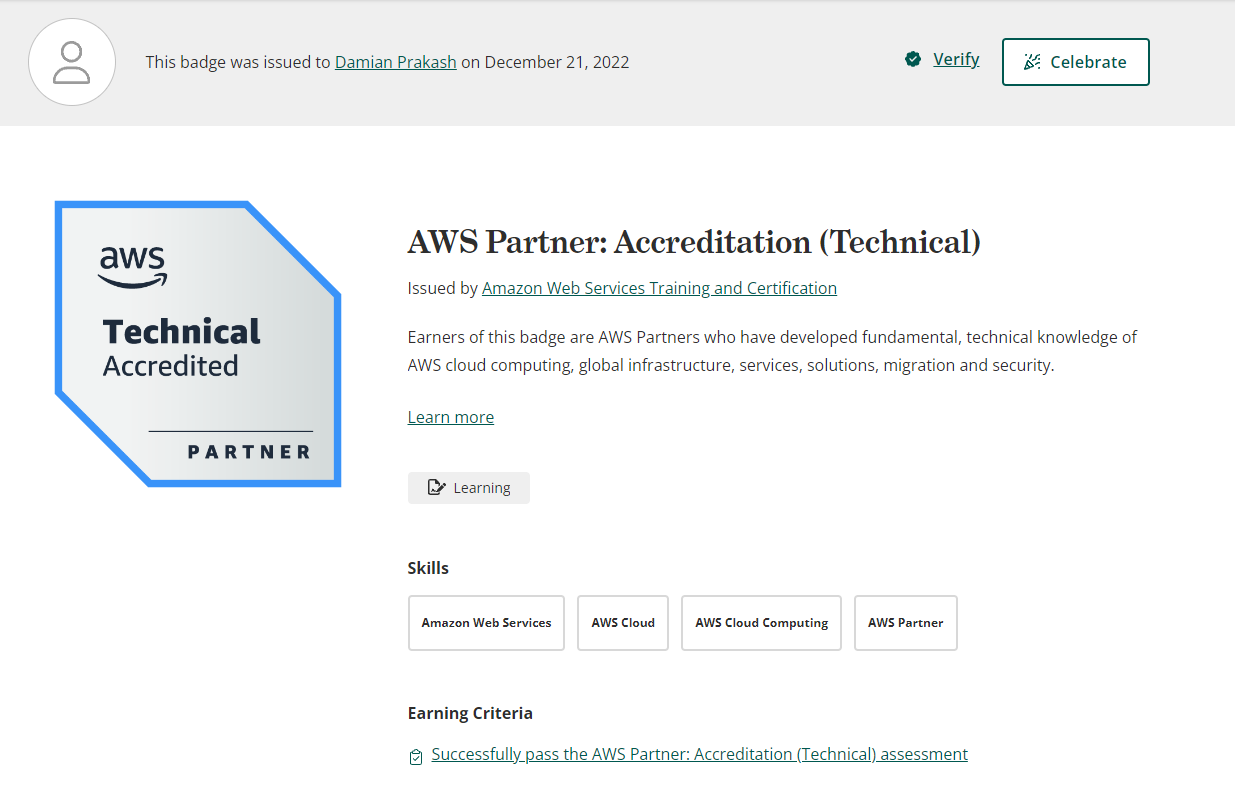 This badge was issued to Damian Prakash on December 21, 2022
Verify
Celebrate
aws
Technical
Accredited
PARTNER
AWS Partner: Accreditation (Technical)
Issued by Amazon Web Services Training and Certification
Earners of this badge are AWS Partners who have developed fundamental, technical knowledge of
AWS cloud computing, global infrastructure, services, solutions, migration and security.
Learn more
Learning
Skills
Amazon Web Services
AWS Cloud
AWS Cloud Computing
AWS Partner
Earning Criteria
Successfully pass the AWS Partner: Accreditation (Technical) assessment